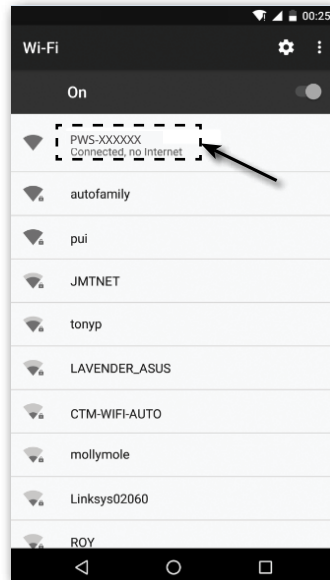 00:25
Wi-Fi
On
PWS-XXXXXX
Connected, no Internet
autofamily
pui
JMTNET
tonyp
LAVENDER_ASUS
CTM-WIFI-AUTO
mollymole
Linksys02060
ROY